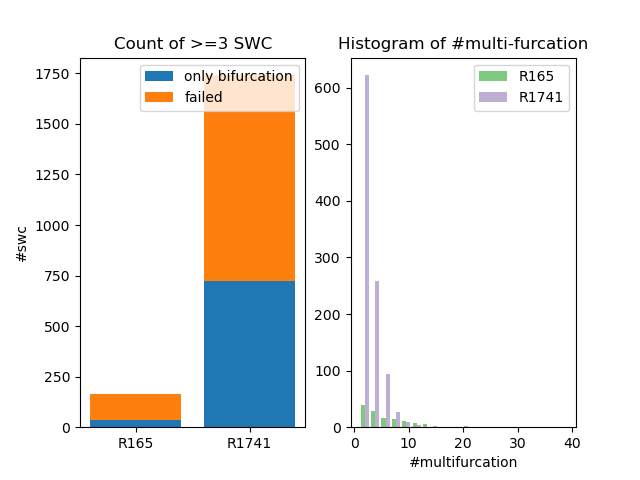 Count of >=3 SWC
only bifurcation
failed
1750
1500
1250
1000
750
500
250
0
#swc
R165
R1741
Histogram of #multi-furcation
R165
R1741
600
500
400
300
200
100
0
0 10 20 30 40
#multifurcation